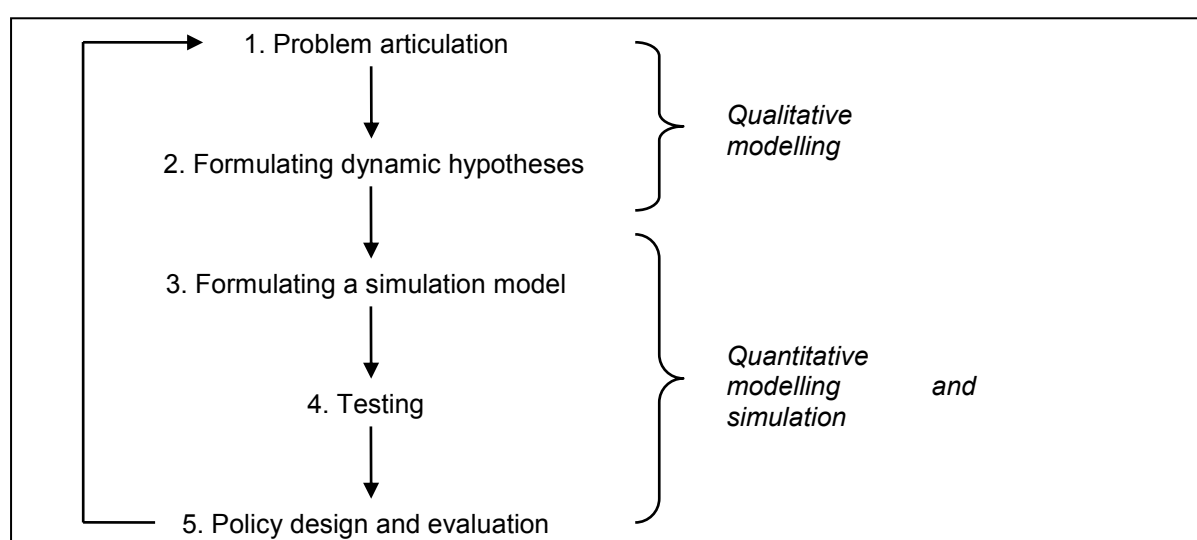 1. Problem articulation
Qualitative
modelling
2. Formulating dynamic hypotheses
3. Formulating a simulation model
Quantitative
modelling and
simulation
4. Testing
5. Policy design and evaluation